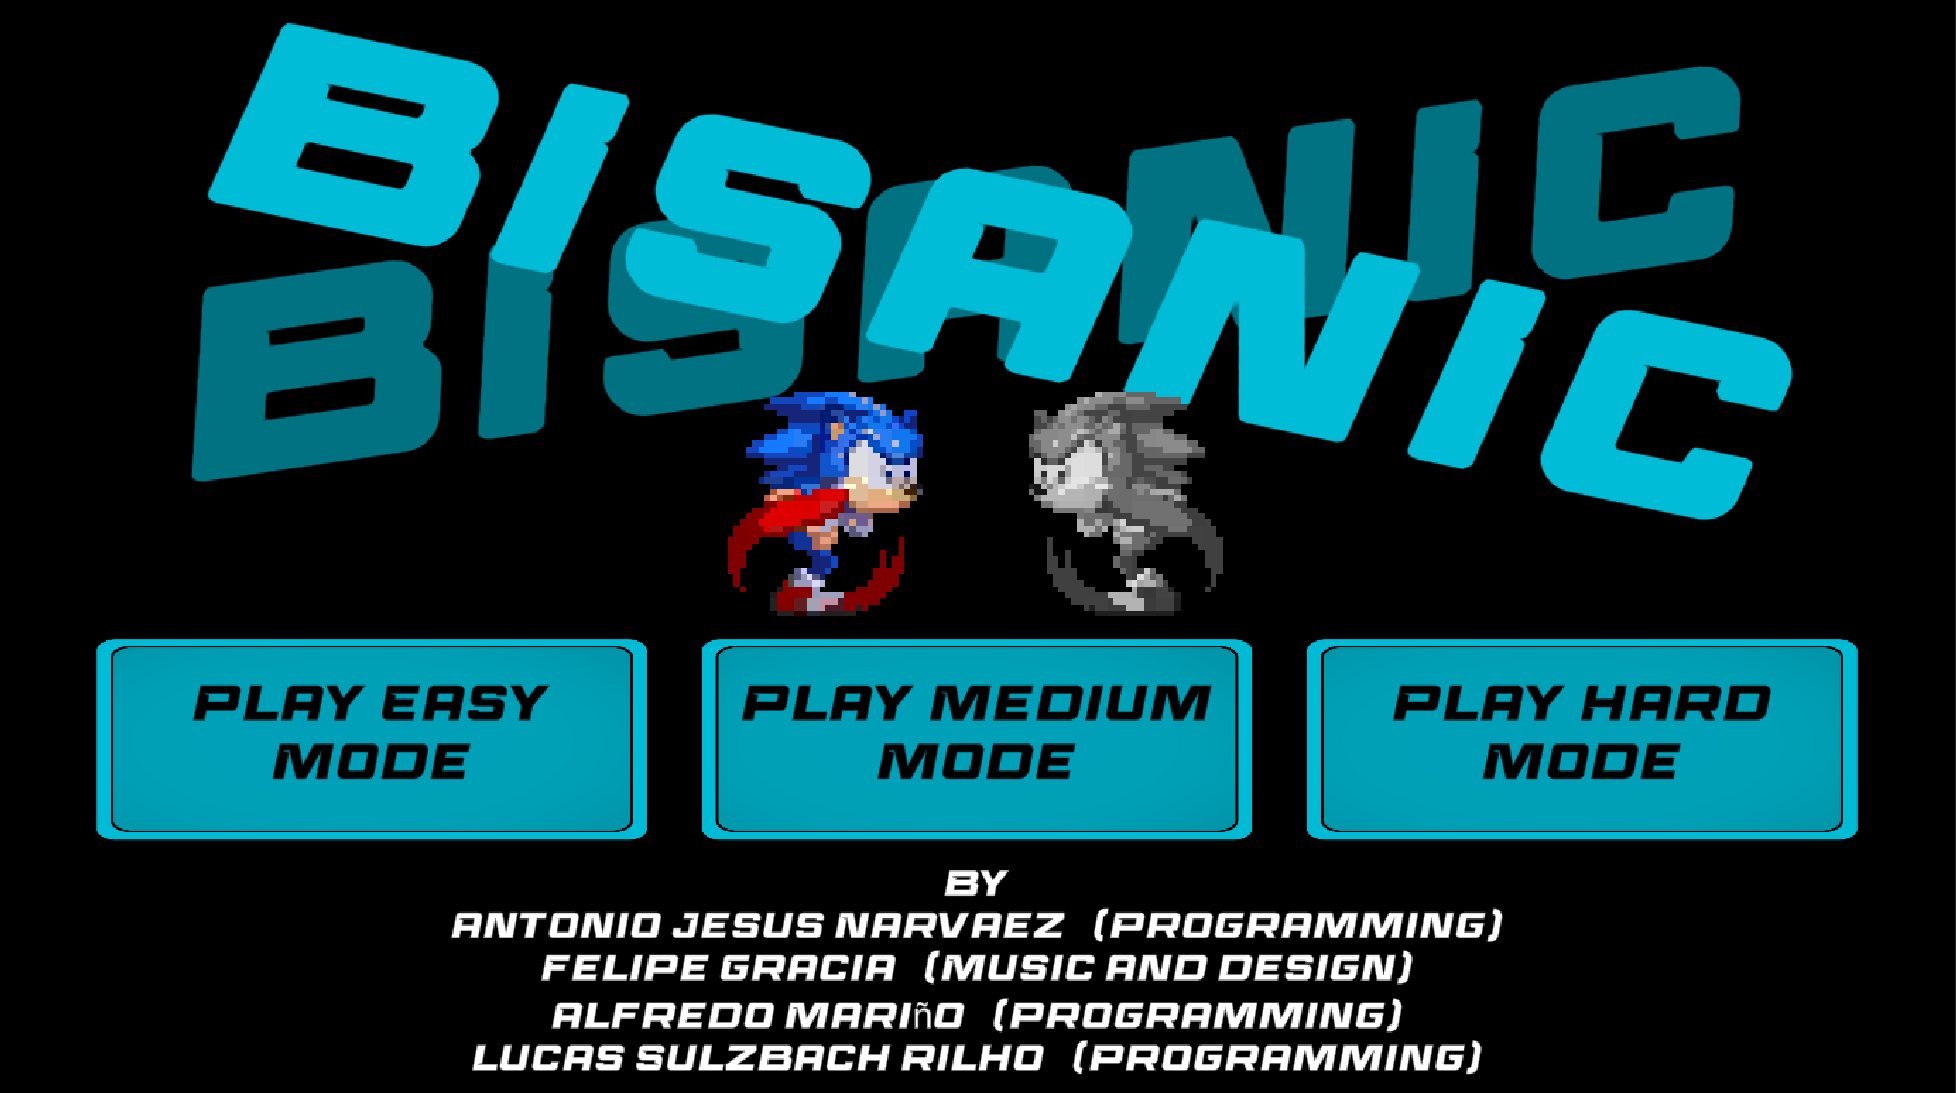 BISANIC
BISANIC
PLAY EASY
MODE
PLAY MEDIUM
MODE
PLAY HARD
MODE
BY
ANTONIO JESUS NARVAEZ (PROGRAMMING)
FELIPE GRACIA (MUSIC AND DESIGN)
ALFREDO MARIñO (PROGRAMMING)
LUCAS SULZBACH RILHO (PROGRAMMING)